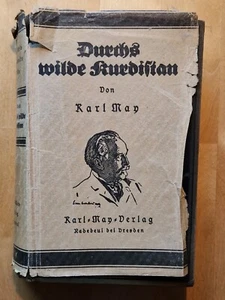 Durchs
wilde Kurdistan
Von
Karl May
Karl-May-Verlag
Radebeul bei Dresden